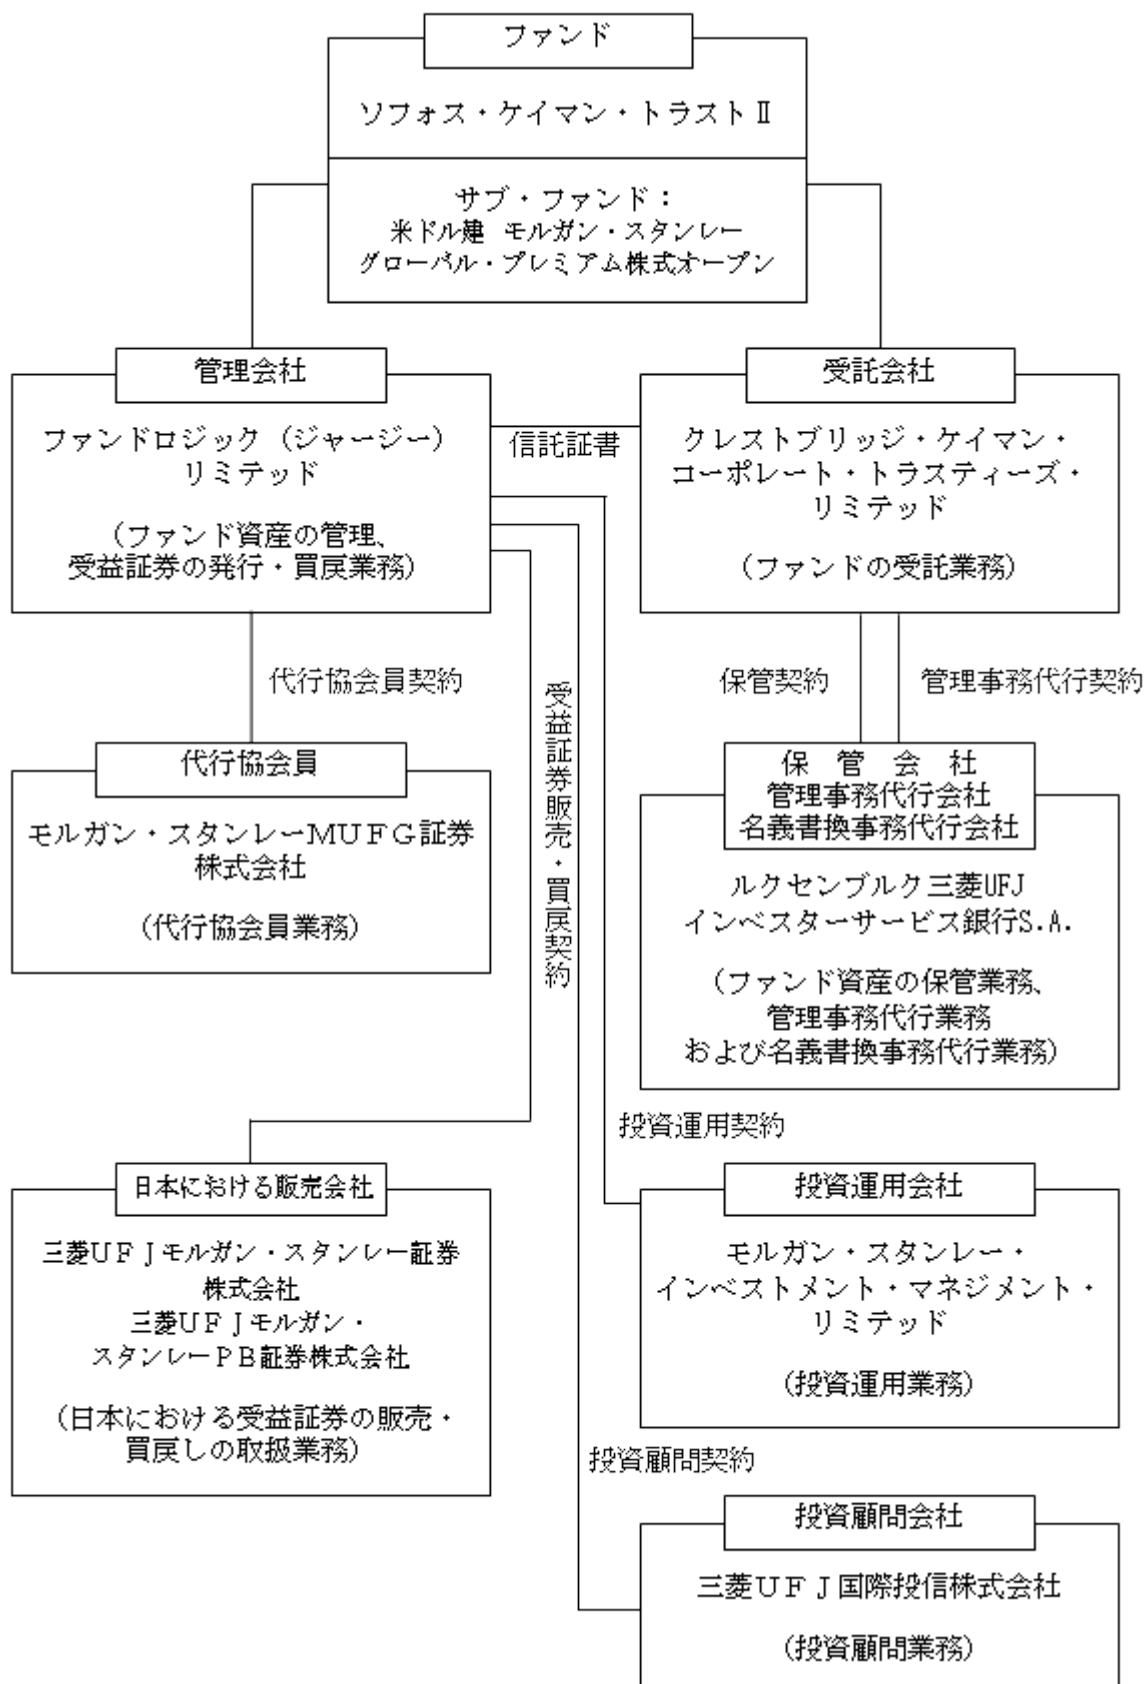 ファンド
ソフォス・ケイマン・トラストⅡ
サブ・ファンド：
米ドル建 モルガン・スタンレー
グローバル・プレミアム株式オープン
管理会社
ファンドロジック（ジャージー）
リミテッド
（ファンド資産の管理、
受益証券の発行・買戻業務）
信託証書
受託会社
クレストブリッジ・ケイマン・
コーポレート・トラスティーズ・
リミテッド
（ファンドの受託業務）
代行協会員契約
受益証券販売・買戻契約
保管契約
管理事務代行契約
代行協会員
モルガン・スタンレーＭＵＦＧ証券
株式会社
（代行協会員業務）
保管会社
管理事務代行会社
名義書換事務代行会社
ルクセンブルク三菱UFJ
インベスターサービス銀行S.A.
（ファンド資産の保管業務、
管理事務代行業務
および名義書換事務代行業務）
投資運用契約
日本における販売会社
三菱ＵＦＪモルガン・スタンレー証券
株式会社
三菱ＵＦＪモルガン・
スタンレーＰＢ証券株式会社
（日本における受益証券の販売・
買戻しの取扱業務）
投資運用会社
モルガン・スタンレー・
インベストメント・マネジメント・
リミテッド
（投資運用業務）
投資顧問契約
投資顧問会社
三菱ＵＦＪ国際投信株式会社
（投資顧問業務）